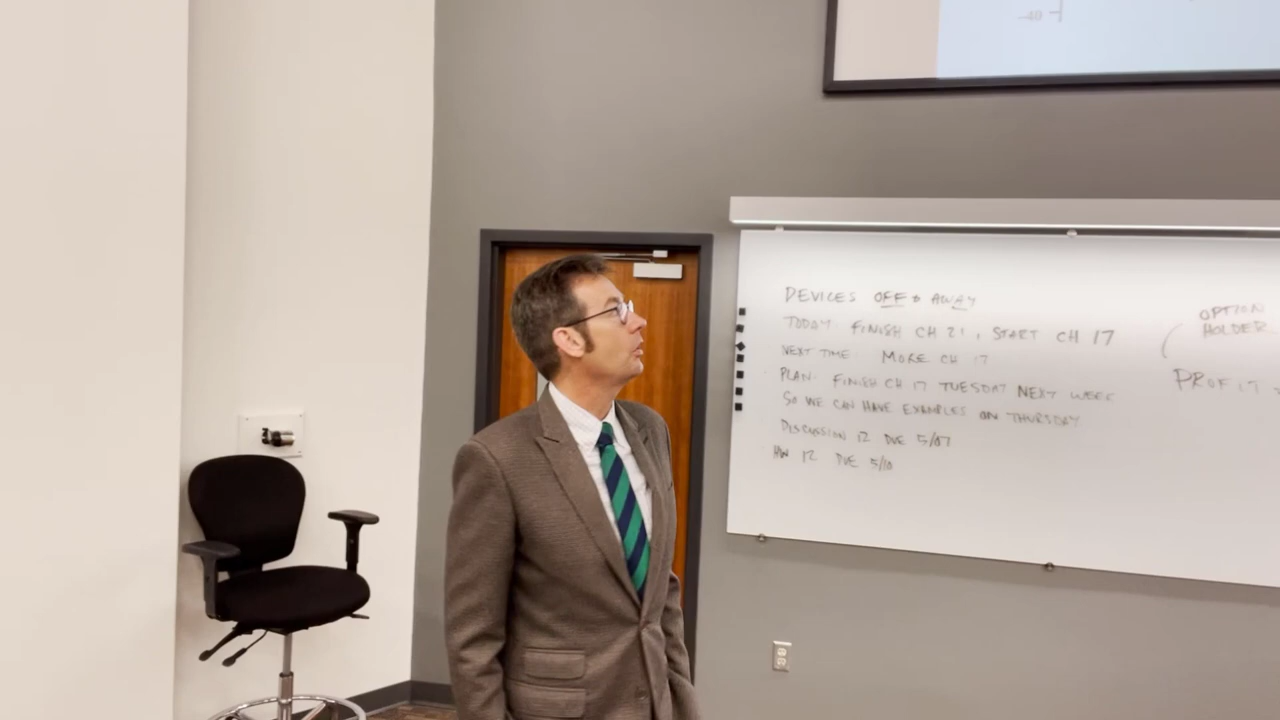 -40
DEVICES OFF & AWAY
TODAY FINISH CH 21, START CH 17
NEXT TIME MORE CH 17
PLAN: FINISH CH 17 TUESDAY NEXT WEEK
SO WE CAN HAVE EXAMPLES ON THURSDAY
DISCUSSION 12 DUE 5/07
HW 12 DUE 5/10
OPTION
HOLDER
PROFIT